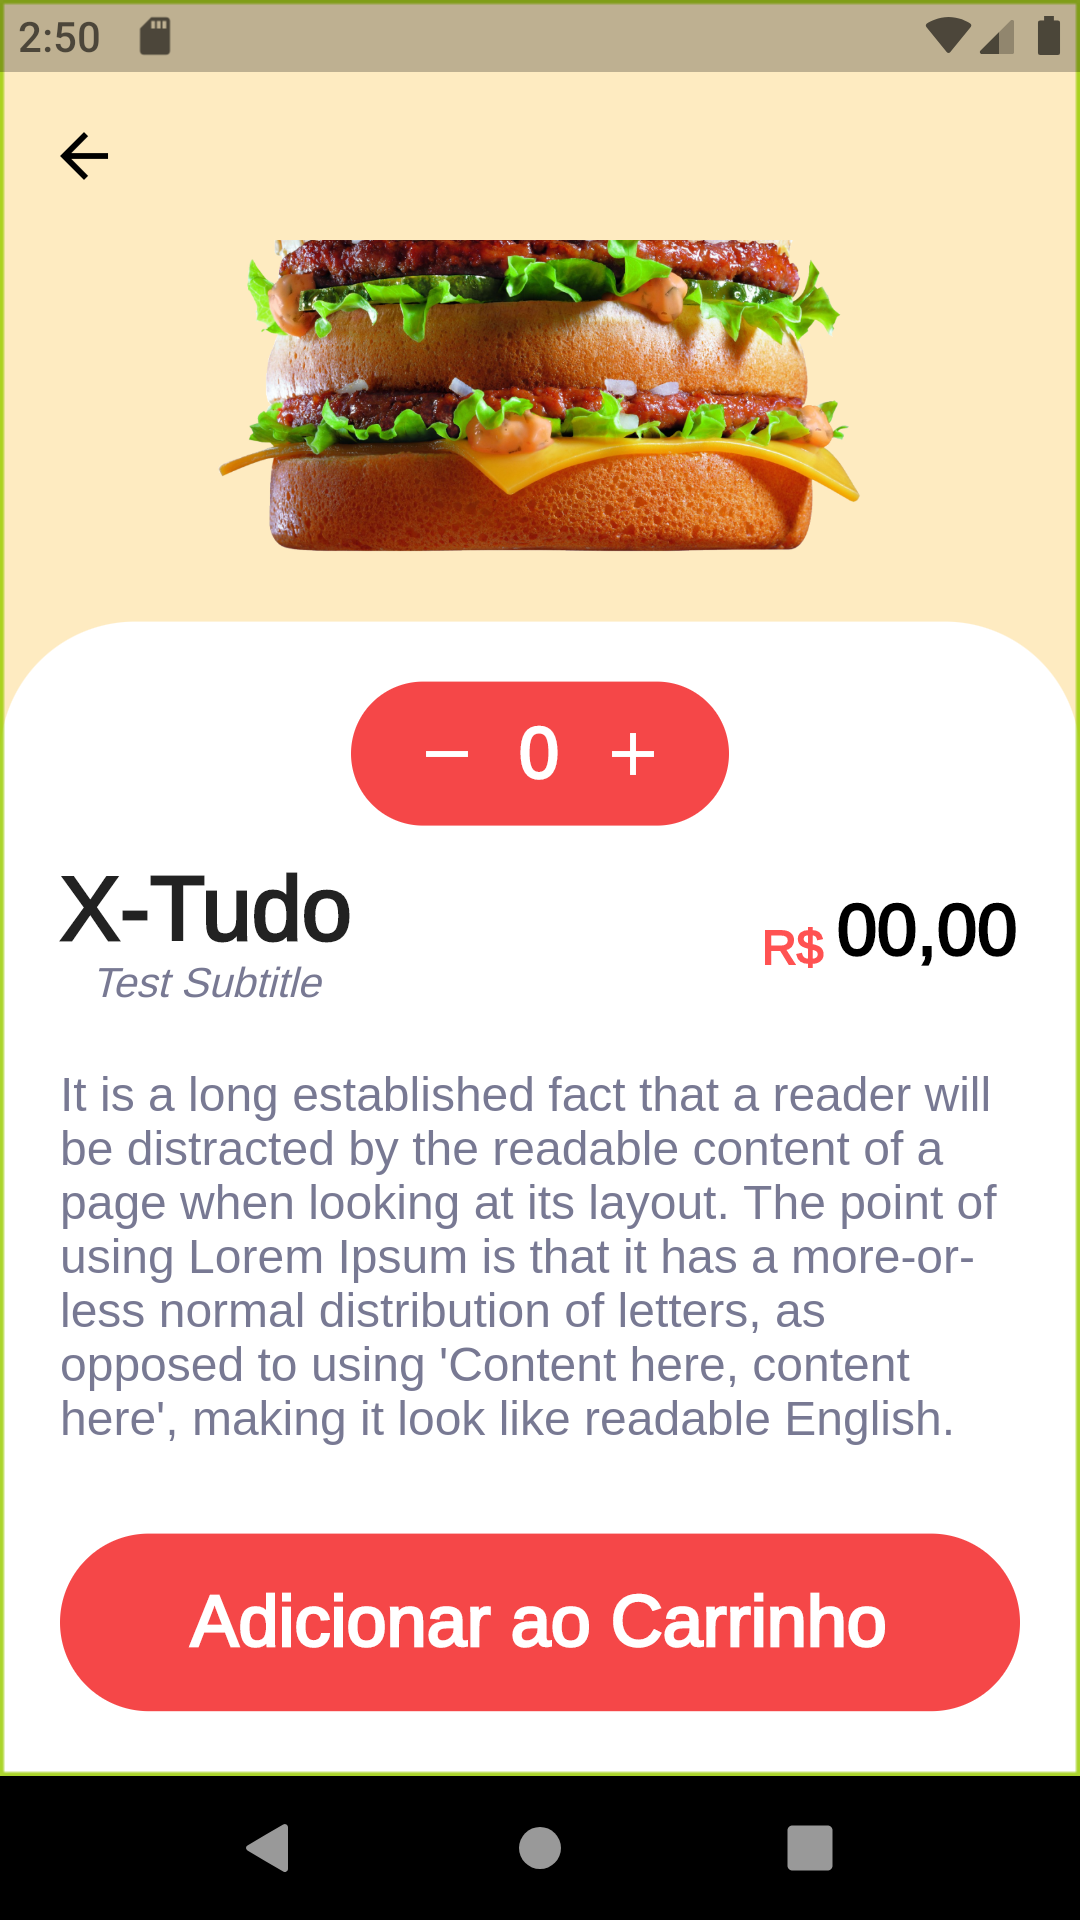 2:50
0
X-Tudo
R$ 00,00
Test Subtitle
It is a long established fact that a reader will
be distracted by the readable content of a
page when looking at its layout. The point of
using Lorem Ipsum is that it has a more-or-
less normal distribution of letters, as
opposed to using 'Content here, content
here', making it look like readable English.
Adicionar ao Carrinho